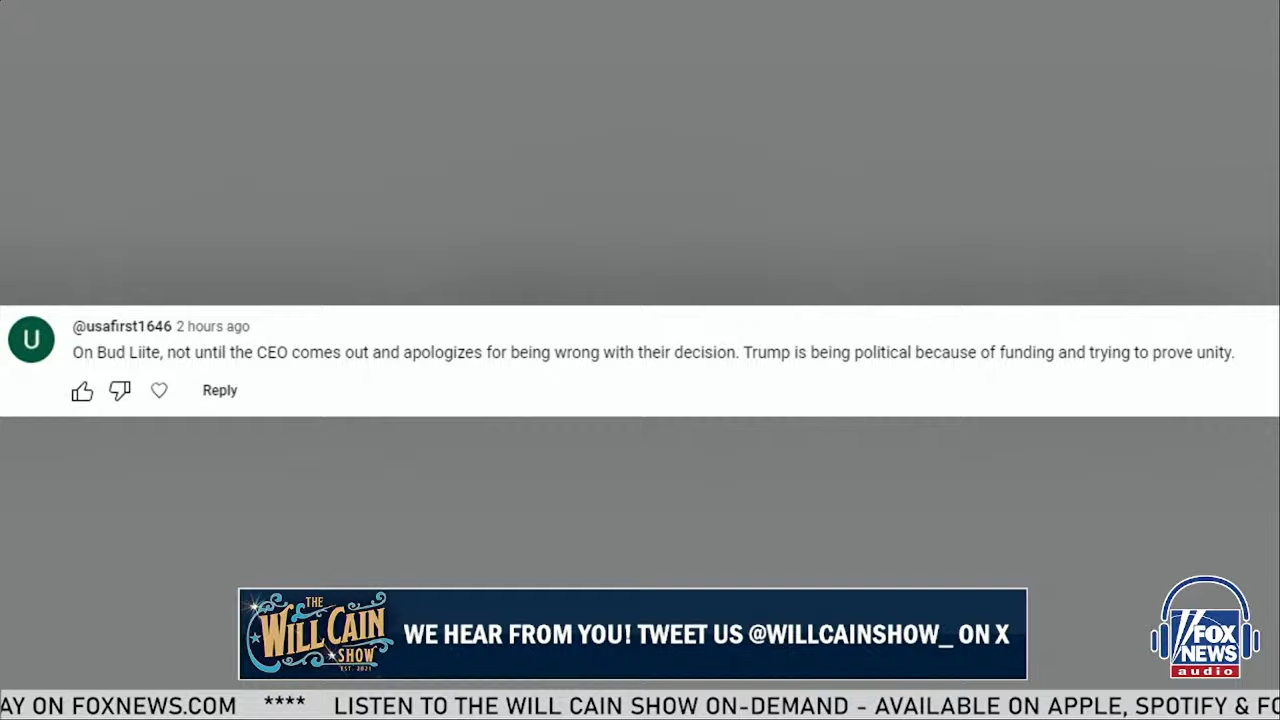 U
@usafirst1646 2 hours ago
On Bud Liite, not until the CEO comes out and apologizes for being wrong with their decision. Trump is being political because of funding and trying to prove unity.
Reply
THE
WILL CAIN
SHOW
EST. 2021
WE HEAR FROM YOU! TWEET US @WILLCAINSHOW_ ON X
FOX
NEWS
audio
AY ON FOXNEWS.COM **** LISTEN TO THE WILL CAIN SHOW ON-DEMAND - AVAILABLE ON APPLE, SPOTIFY & FO